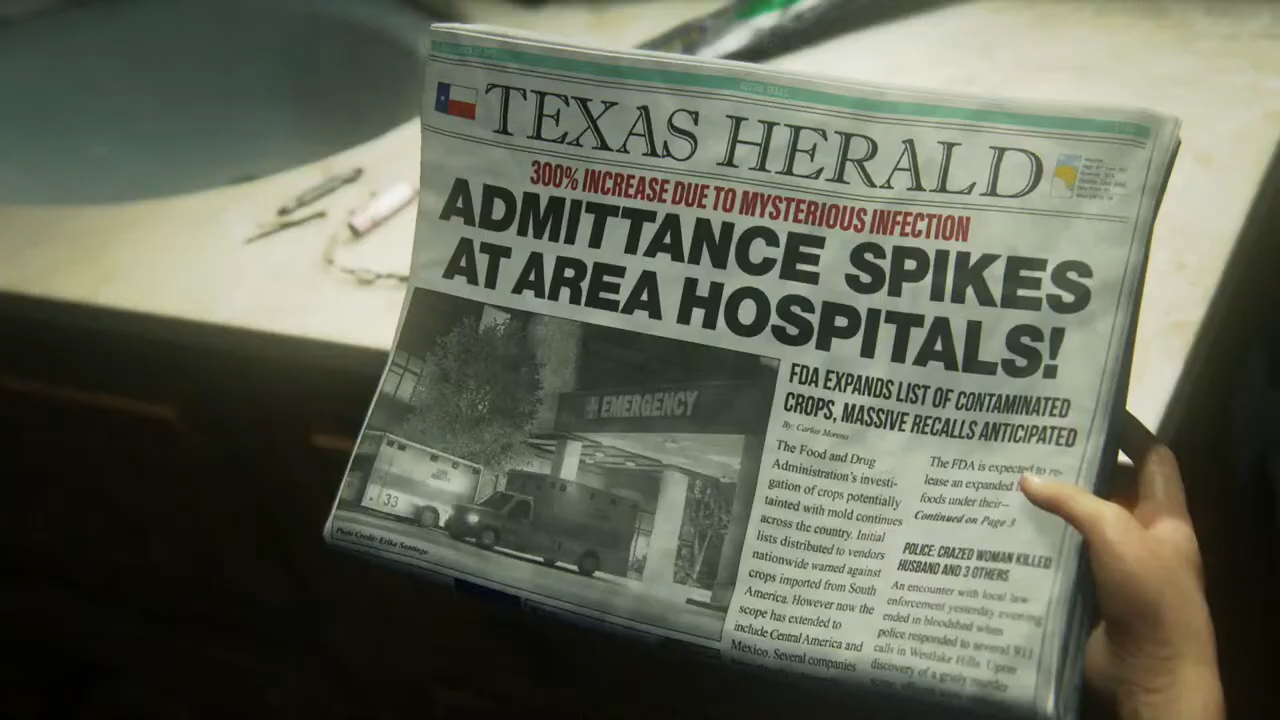 TEXAS HERALD
300% INCREASE DUE TO MYSTERIOUS INFECTION
ADMITTANCE SPIKES
AT AREA HOSPITALS!
EMERGENCY
33
Photo Credit: Erika Santiago
FDA EXPANDS LIST OF CONTAMINATED
CROPS, MASSIVE RECALLS ANTICIPATED
By: Carlos Moreno
The Food and Drug
Administration's investi-
gation of crops potentially
tainted with mold continues
across the country. Initial
lists distributed to vendors
nationwide warned against
crops imported from South
America. However now the
scope has extended to
include Central America and
Mexico. Several companies
The FDA is expected to re-
lease an expanded
foods under their--
Continued on Page 3
POLICE: CRAZED WOMAN KILLED
HUSBAND AND 3 OTHERS
An encounter with local law
enforcement yesterday evening
ended in bloodshed when
police responded to several 911
calls in Westlake Hills. Upon
discovery of a grisly murder